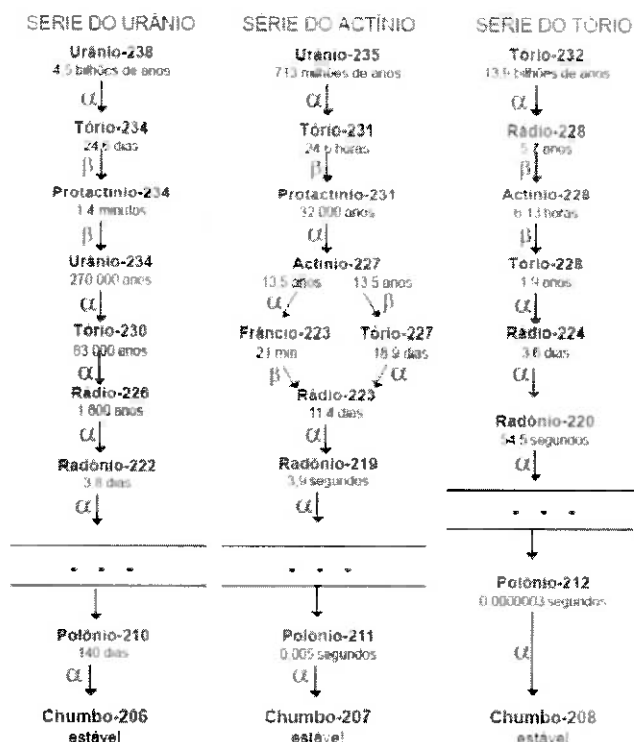 SÉRIE DO URÂNIO
Urânio-238
4.5 bilhões de anos
α
Tório-234
24.6 dias
β
Protactínio-234
1.4 minutos
β
Urânio-234
270 000 anos
α
Tório-230
83 000 anos
α
Rádio-226
1 600 anos
α
Radônio-222
3.8 dias
α
. . .
Polônio-210
140 dias
α
Chumbo-206
estável
SÉRIE DO ACTÍNIO
Urânio-235
713 milhões de anos
α
Tório-231
24.6 horas
β
Protactínio-231
32 000 anos
α
Actínio-227
13.5 anos 13.5 anos
α β
Frâncio-223 Tório-227
21 min 18.9 dias
β α
Rádio-223
11.4 dias
α
Radônio-219
3,9 segundos
α
. . .
Polônio-211
0.005 segundos
α
Chumbo-207
estável
SÉRIE DO TÓRIO
Tório-232
13.9 bilhões de anos
α
Rádio-228
anos
β
Actínio-228
6.13 horas
β
Tório-228
1.9 anos
α
Rádio-224
3.6 dias
α
Radônio-220
54.5 segundos
α
. . .
Polônio-212
0.0000003 segundos
α
Chumbo-208
estável